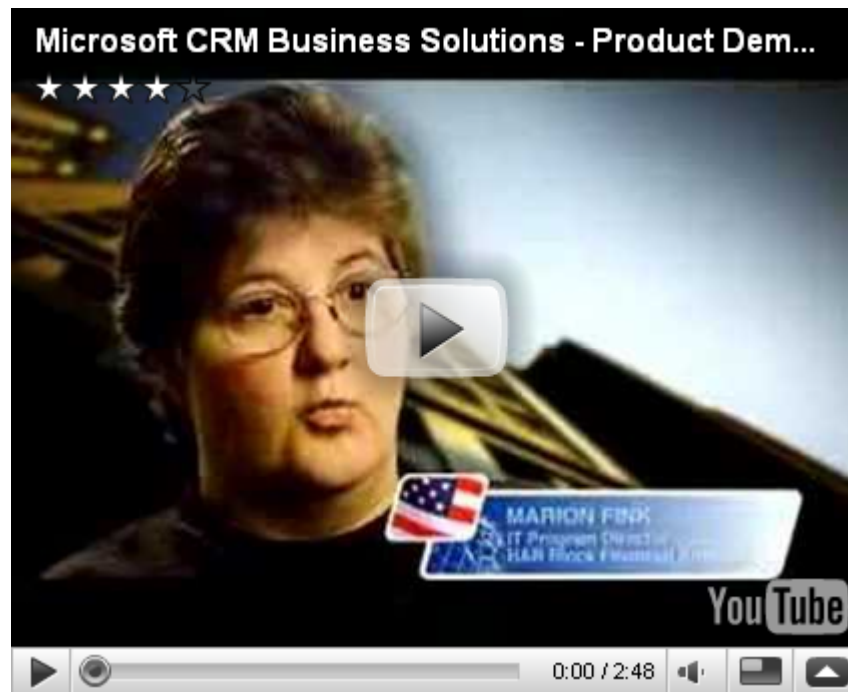 Microsoft CRM Business Solutions - Product Dem...
MARION FINK
IT Program Director
H&R Block Financial
YouTube
0:00 / 2:48